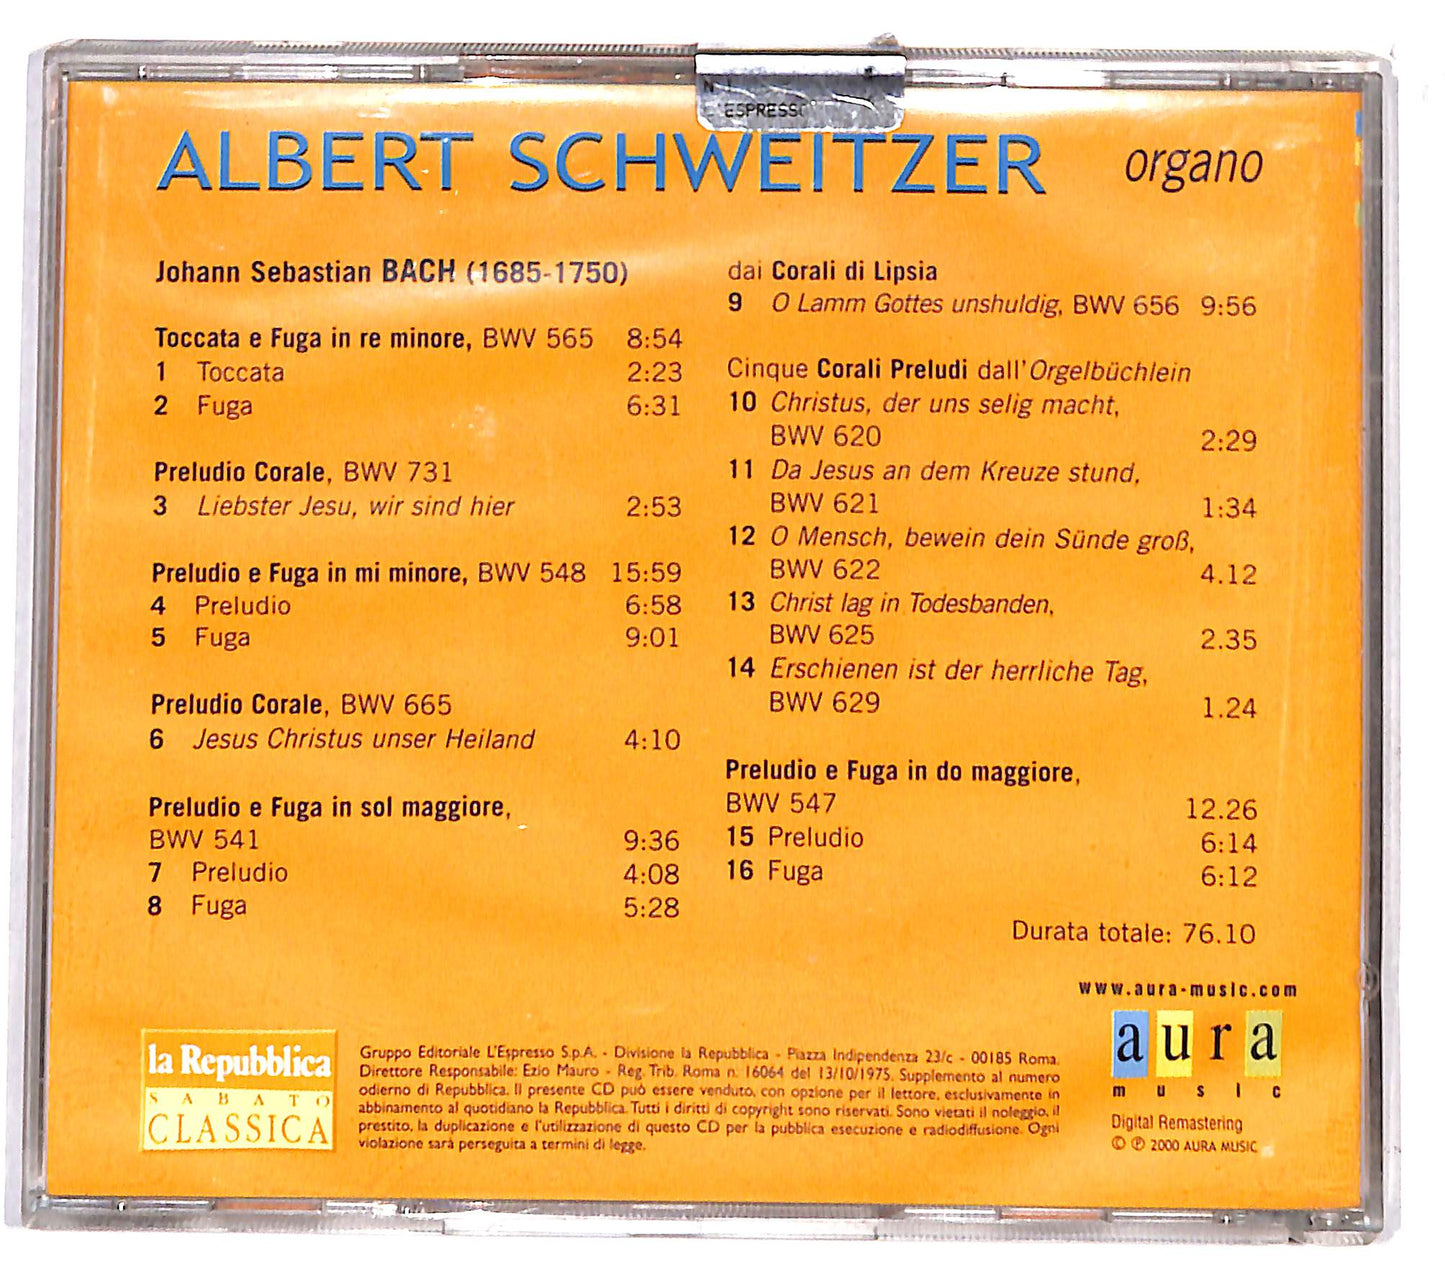 ESPRESSO
ALBERT SCHWEITZER organo
Johann Sebastian BACH (1685-1750)
Toccata e Fuga in re minore, BWV 565 8:54
1 Toccata 2:23
2 Fuga 6:31
Preludio Corale, BWV 731
3 Liebster Jesu, wir sind hier 2:53
Preludio e Fuga in mi minore, BWV 548 15:59
4 Preludio 6:58
5 Fuga 9:01
Preludio Corale, BWV 665
6 Jesus Christus unser Heiland 4:10
Preludio e Fuga in sol maggiore,
BWV 541 9:36
7 Preludio 4:08
8 Fuga 5:28
dai Corali di Lipsia
9 O Lamm Gottes unshuldig, BWV 656 9:56
Cinque Corali Preludi dall'Orgelbüchlein
10 Christus, der uns selig macht,
BWV 620 2:29
11 Da Jesus an dem Kreuze stund,
BWV 621 1:34
12 O Mensch, bewein dein Sünde groß,
BWV 622 4.12
13 Christ lag in Todesbanden,
BWV 625 2.35
14 Erschienen ist der herrliche Tag,
BWV 629 1.24
Preludio e Fuga in do maggiore,
BWV 547 12.26
15 Preludio 6:14
16 Fuga 6:12
Durata totale: 76.10
www.aura-music.com
aura
music
Digital Remastering
© ℗ 2000 AURA MUSIC
la Repubblica
SABATO
CLASSICA
Gruppo Editoriale L'Espresso S.p.A. - Divisione la Repubblica - Piazza Indipendenza 23/c - 00185 Roma.
Direttore Responsabile: Ezio Mauro - Reg. Trib. Roma n. 16064 del 13/10/1975. Supplemento al numero
odierno di Repubblica. Il presente CD può essere venduto, con opzione per il lettore, esclusivamente in
abbinamento al quotidiano la Repubblica. Tutti i diritti di copyright sono riservati. Sono vietati il noleggio, il
prestito, la duplicazione e l'utilizzazione di questo CD per la pubblica esecuzione e radiodiffusione. Ogni
violazione sarà perseguita a termini di legge.